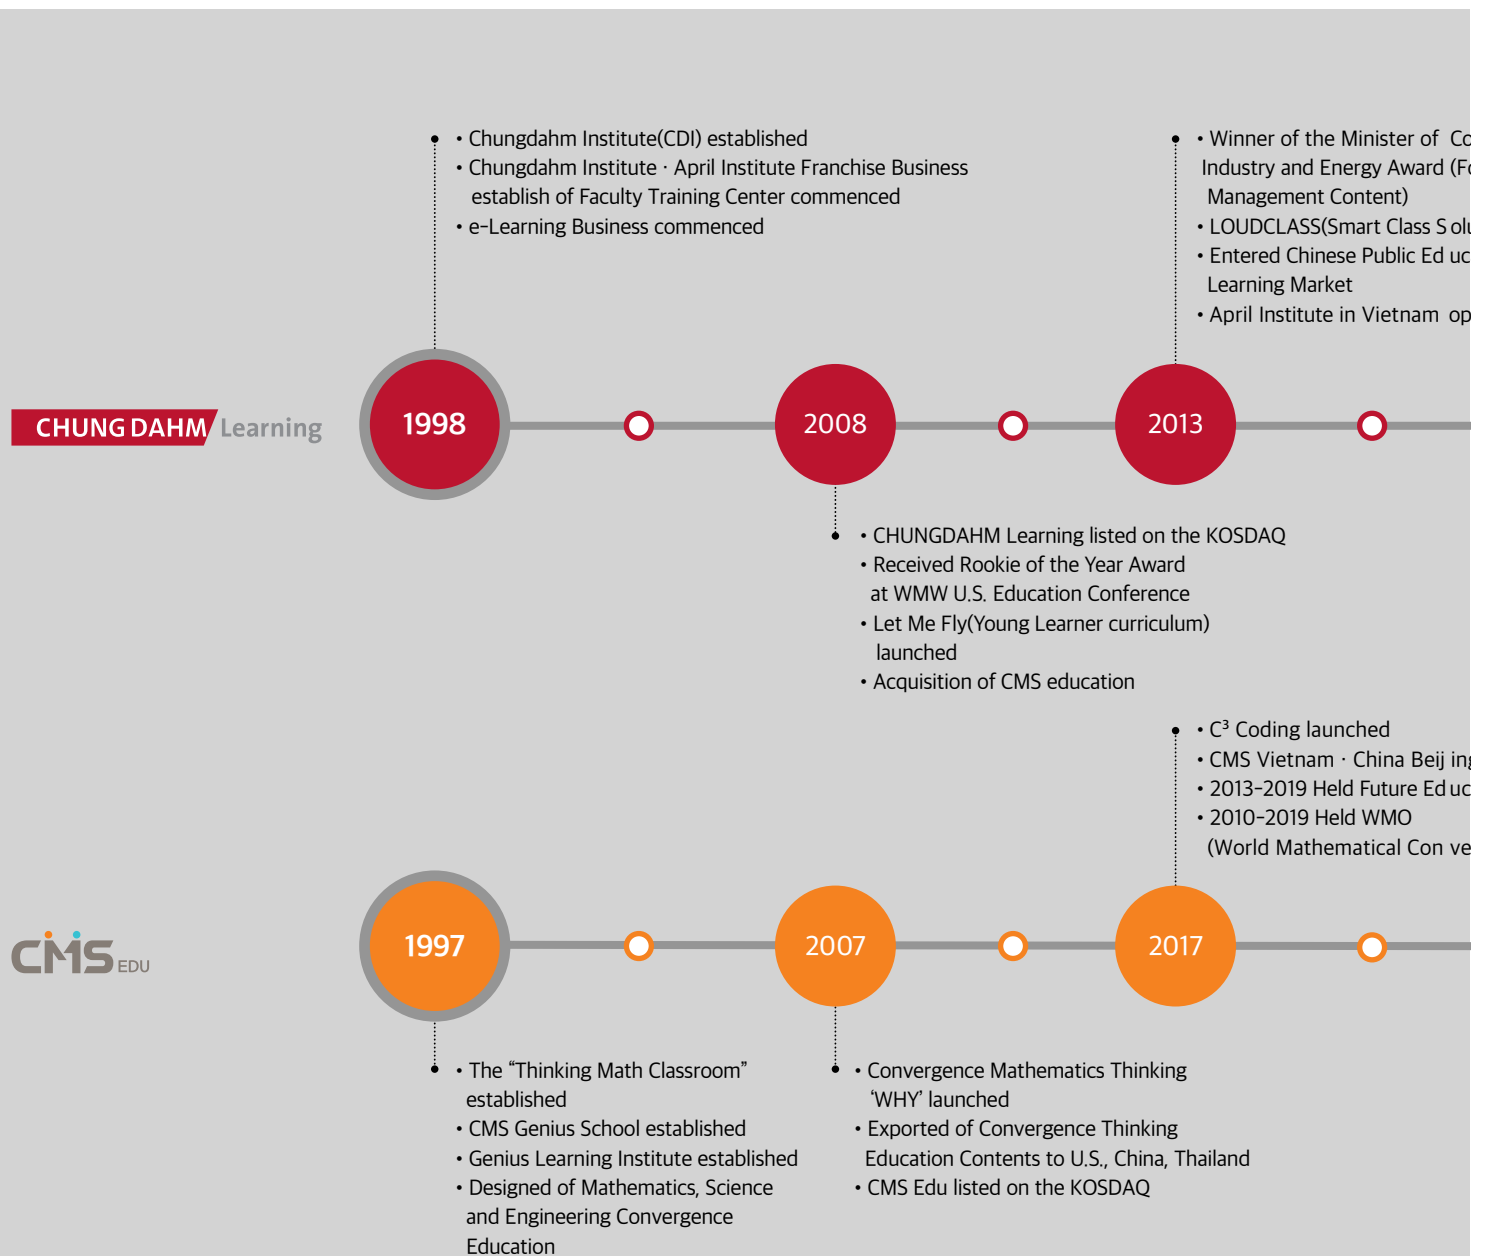 • Chungdahm Institute(CDI) established
• Chungdahm Institute · April Institute Franchise Business
establish of Faculty Training Center commenced
• e-Learning Business commenced
• Winner of the Minister of
Industry and Energy Award
Management Content)
• LOUDCLASS(Smart Class
• Entered Chinese Public
Learning Market
• April Institute in Vietnam
CHUNG DAHM Learning
1998
2008
2013
• CHUNGDAHM Learning listed on the KOSDAQ
• Received Rookie of the Year Award
at WMW U.S. Education Conference
• Let Me Fly(Young Learner curriculum)
launched
• Acquisition of CMS education
• C³ Coding launched
• CMS Vietnam · China
• 2013-2019 Held Future
• 2010-2019 Held WMO
(World Mathematical
CMS EDU
1997
2007
2017
• The “Thinking Math Classroom”
established
• CMS Genius School established
• Genius Learning Institute established
• Designed of Mathematics, Science
and Engineering Convergence
Education
• Convergence Mathematics Thinking
‘WHY’ launched
• Exported of Convergence Thinking
Education Contents to U.S., China, Thailand
• CMS Edu listed on the KOSDAQ